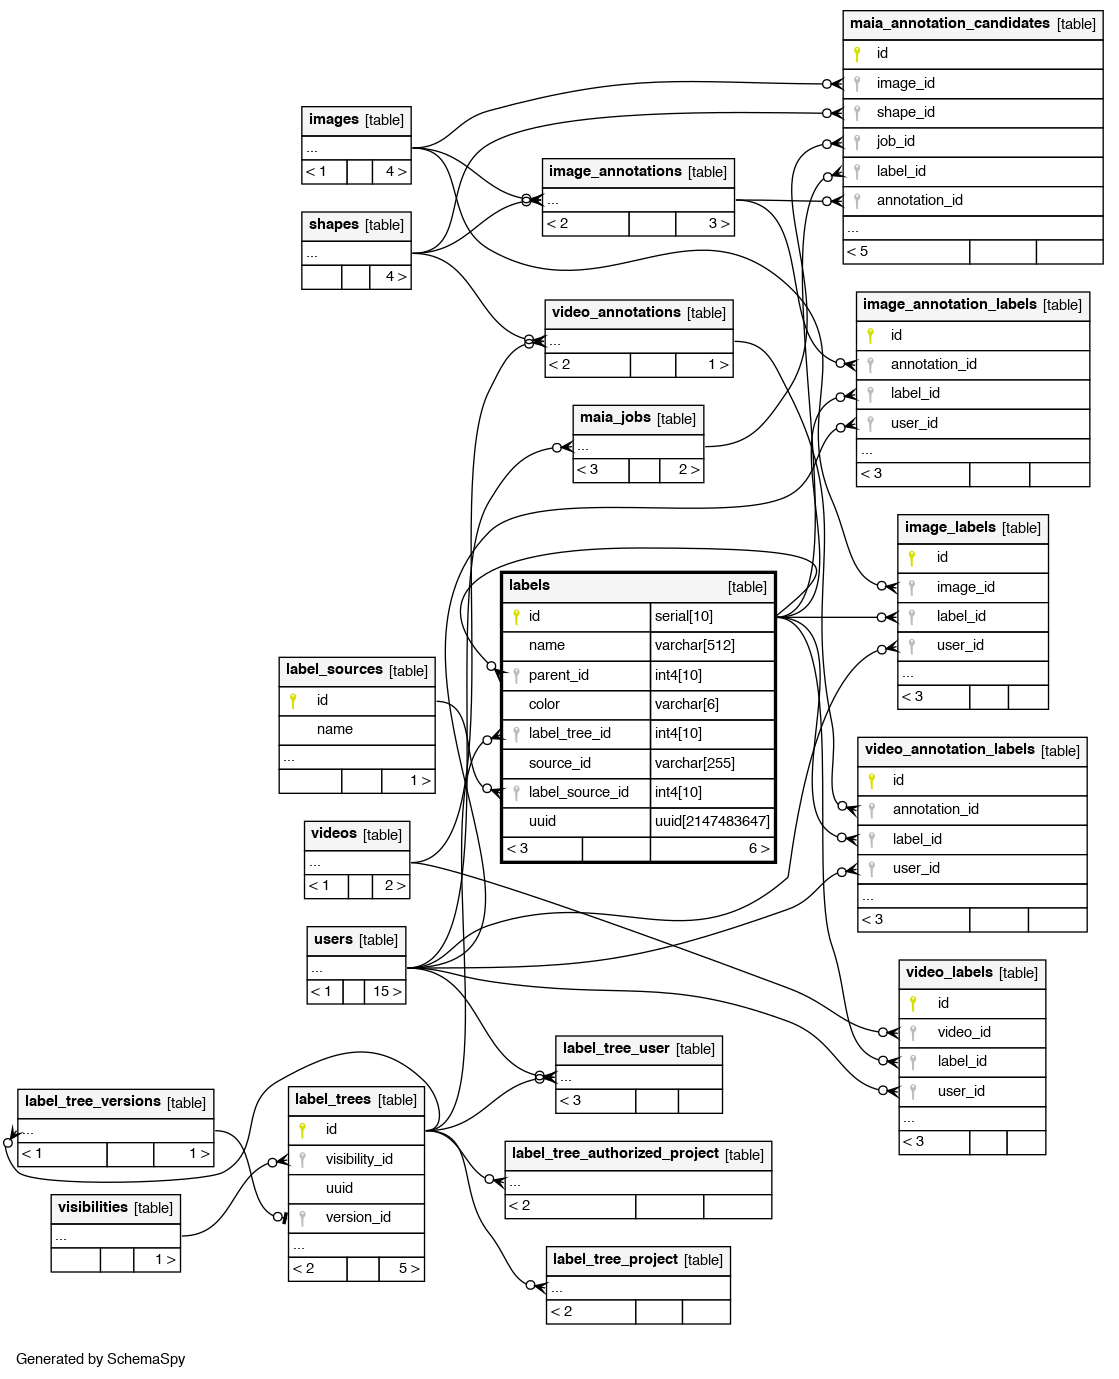 maia_annotation_candidates [table]
id
image_id
shape_id
job_id
label_id
annotation_id
...
< 5
images [table]
...
< 1 4 >
image_annotations [table]
...
< 2 3 >
shapes [table]
...
4 >
image_annotation_labels [table]
id
annotation_id
label_id
user_id
...
< 3
video_annotations [table]
...
< 2 1 >
maia_jobs [table]
...
< 3 2 >
image_labels [table]
id
image_id
label_id
user_id
...
< 3
labels [table]
id serial[10]
name varchar[512]
parent_id int4[10]
color varchar[6]
label_tree_id int4[10]
source_id varchar[255]
label_source_id int4[10]
uuid uuid[2147483647]
< 3 6 >
label_sources [table]
id
name
...
1 >
video_annotation_labels [table]
id
annotation_id
label_id
user_id
...
< 3
videos [table]
...
< 1 2 >
users [table]
...
< 1 15 >
video_labels [table]
id
video_id
label_id
user_id
...
< 3
label_tree_user [table]
...
< 3
label_tree_versions [table]
...
< 1 1 >
label_trees [table]
id
visibility_id
uuid
version_id
...
< 2 5 >
label_tree_authorized_project [table]
...
< 2
visibilities [table]
...
1 >
label_tree_project [table]
...
< 2
Generated by SchemaSpy